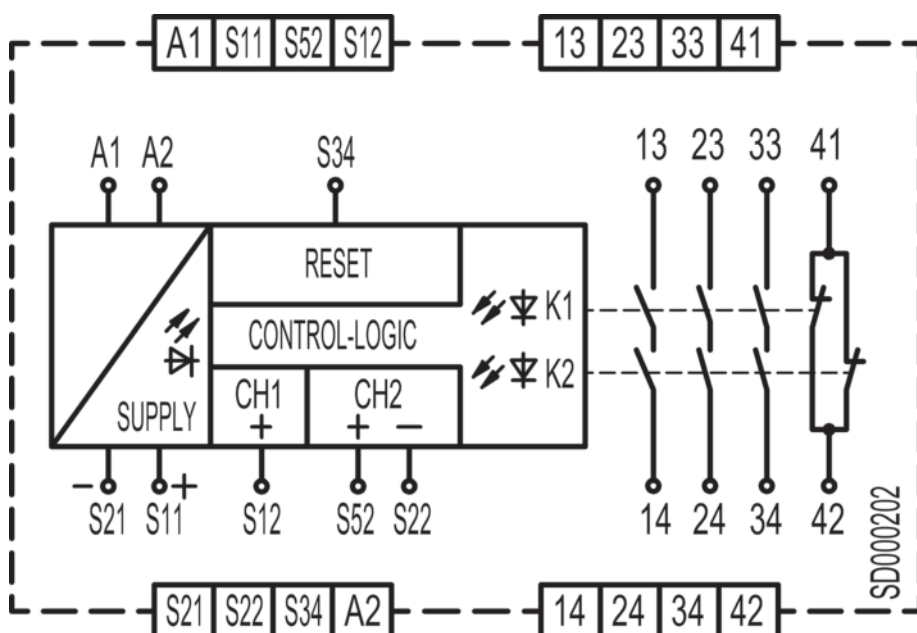 A1 S11 S52 S12 13 23 33 41
A1 A2 S34 13 23 33 41
RESET
K1
CONTROL-LOGIC
K2
SUPPLY CH1 CH2
+ + −
− S21 S11 + S12 S52 S22 14 24 34 42
SD000202
S21 S22 S34 A2 14 24 34 42